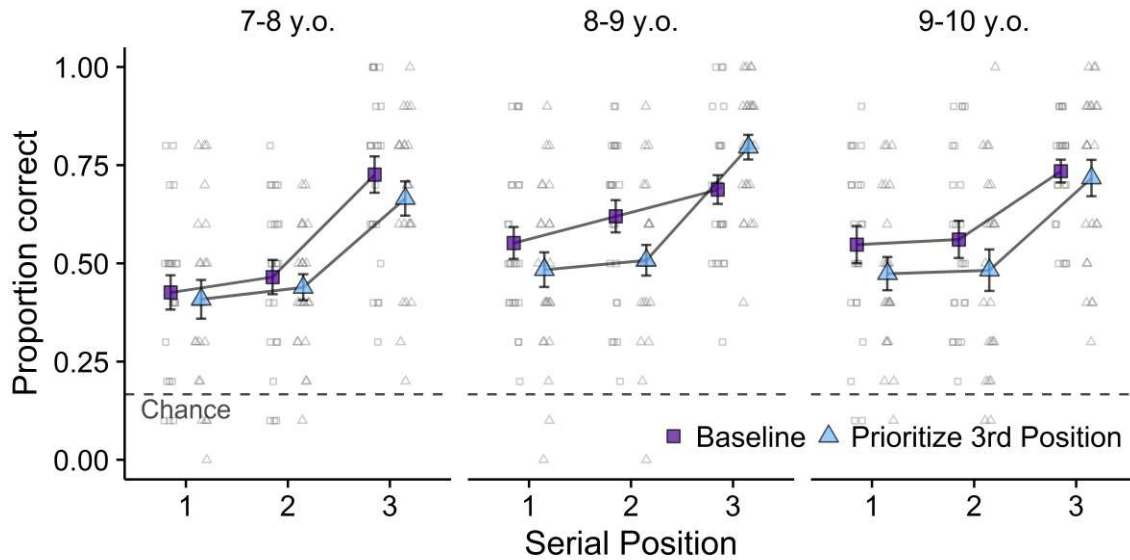 7-8 y.o. 8-9 y.o. 9-10 y.o.
1.00
0.75
0.50
0.25
0.00
Proportion correct
Chance
Baseline Prioritize 3rd Position
1 2 3 1 2 3 1 2 3
Serial Position